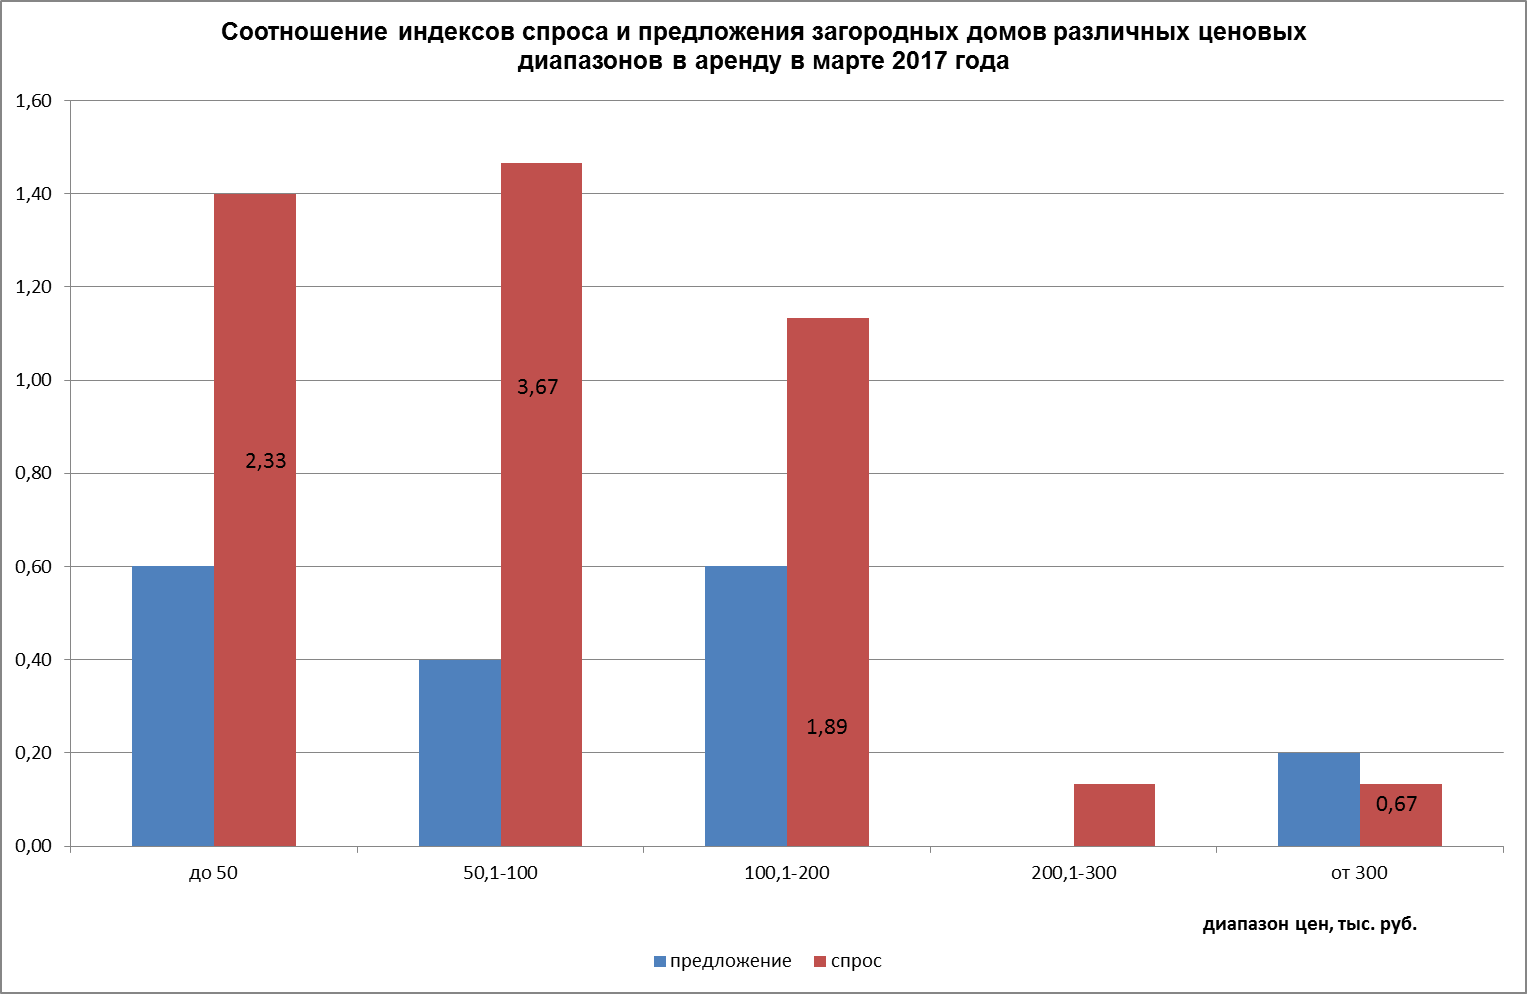 Соотношение индексов спроса и предложения загородных домов различных ценовых
диапазонов в аренду в марте 2017 года
1,60
1,40
1,20
1,00
0,80
0,60
0,40
0,20
0,00
2,33
3,67
1,89
0,67
до 50
50,1-100
100,1-200
200,1-300
от 300
диапазон цен, тыс. руб.
предложение
спрос